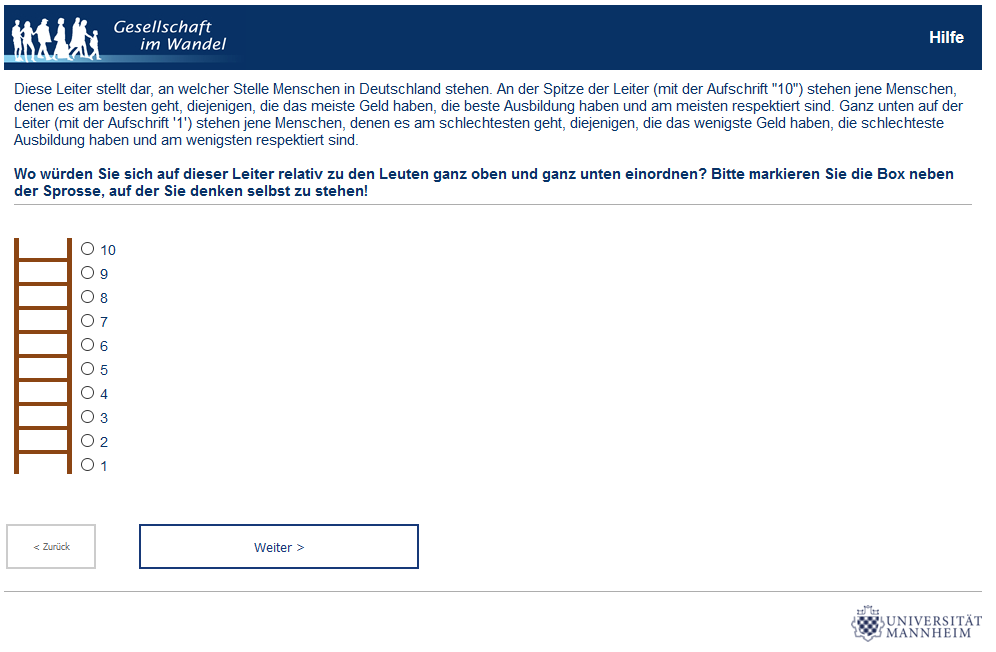 Gesellschaft
im Wandel
Hilfe
Diese Leiter stellt dar, an welcher Stelle Menschen in Deutschland stehen. An der Spitze der Leiter (mit der Aufschrift "10") stehen jene Menschen,
denen es am besten geht, diejenigen, die das meiste Geld haben, die beste Ausbildung haben und am meisten respektiert sind. Ganz unten auf der
Leiter (mit der Aufschrift '1') stehen jene Menschen, denen es am schlechtesten geht, diejenigen, die das wenigste Geld haben, die schlechteste
Ausbildung haben und am wenigsten respektiert sind.
Wo würden Sie sich auf dieser Leiter relativ zu den Leuten ganz oben und ganz unten einordnen? Bitte markieren Sie die Box neben
der Sprosse, auf der Sie denken selbst zu stehen!
10
9
8
7
6
5
4
3
2
1
< Zurück
Weiter >
UNIVERSITÄT
MANNHEIM